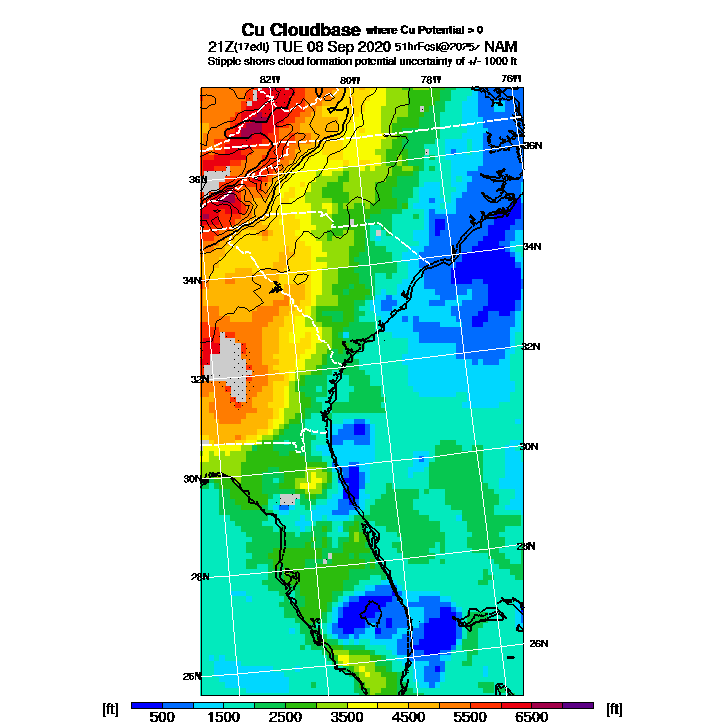 Cu Cloudbase where Cu Potential > 0
21Z(17edt) TUE 08 Sep 2020 51hrFcst@2025z NAM
Stipple shows cloud formation potential uncertainty of +/- 1000 ft
82W 80W 78W 76W
36N
36N
34N
34N
32N
32N
30N
30N
28N
28N
26N
26N
[ft] 500 1500 2500 3500 4500 5500 6500 [ft]